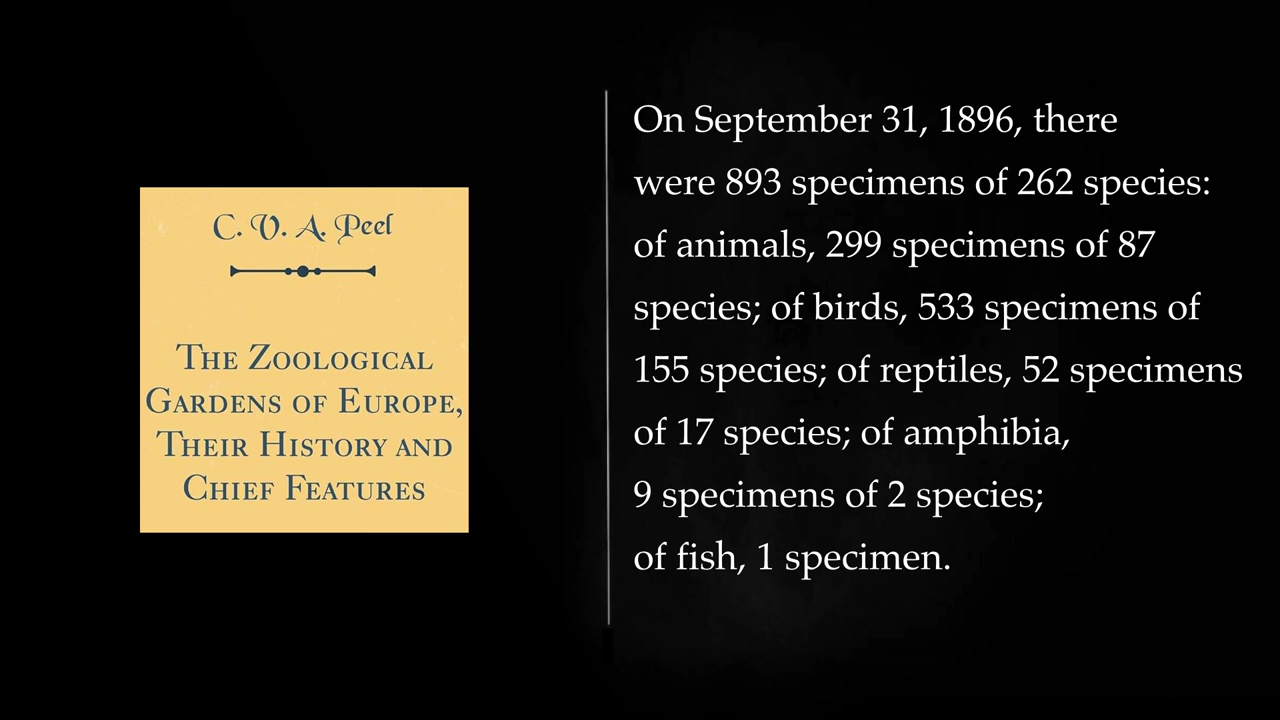 C. V. A. Peel
The Zoological
Gardens of Europe,
Their History and
Chief Features
On September 31, 1896, there
were 893 specimens of 262 species:
of animals, 299 specimens of 87
species; of birds, 533 specimens of
155 species; of reptiles, 52 specimens
of 17 species; of amphibia,
9 specimens of 2 species;
of fish, 1 specimen.